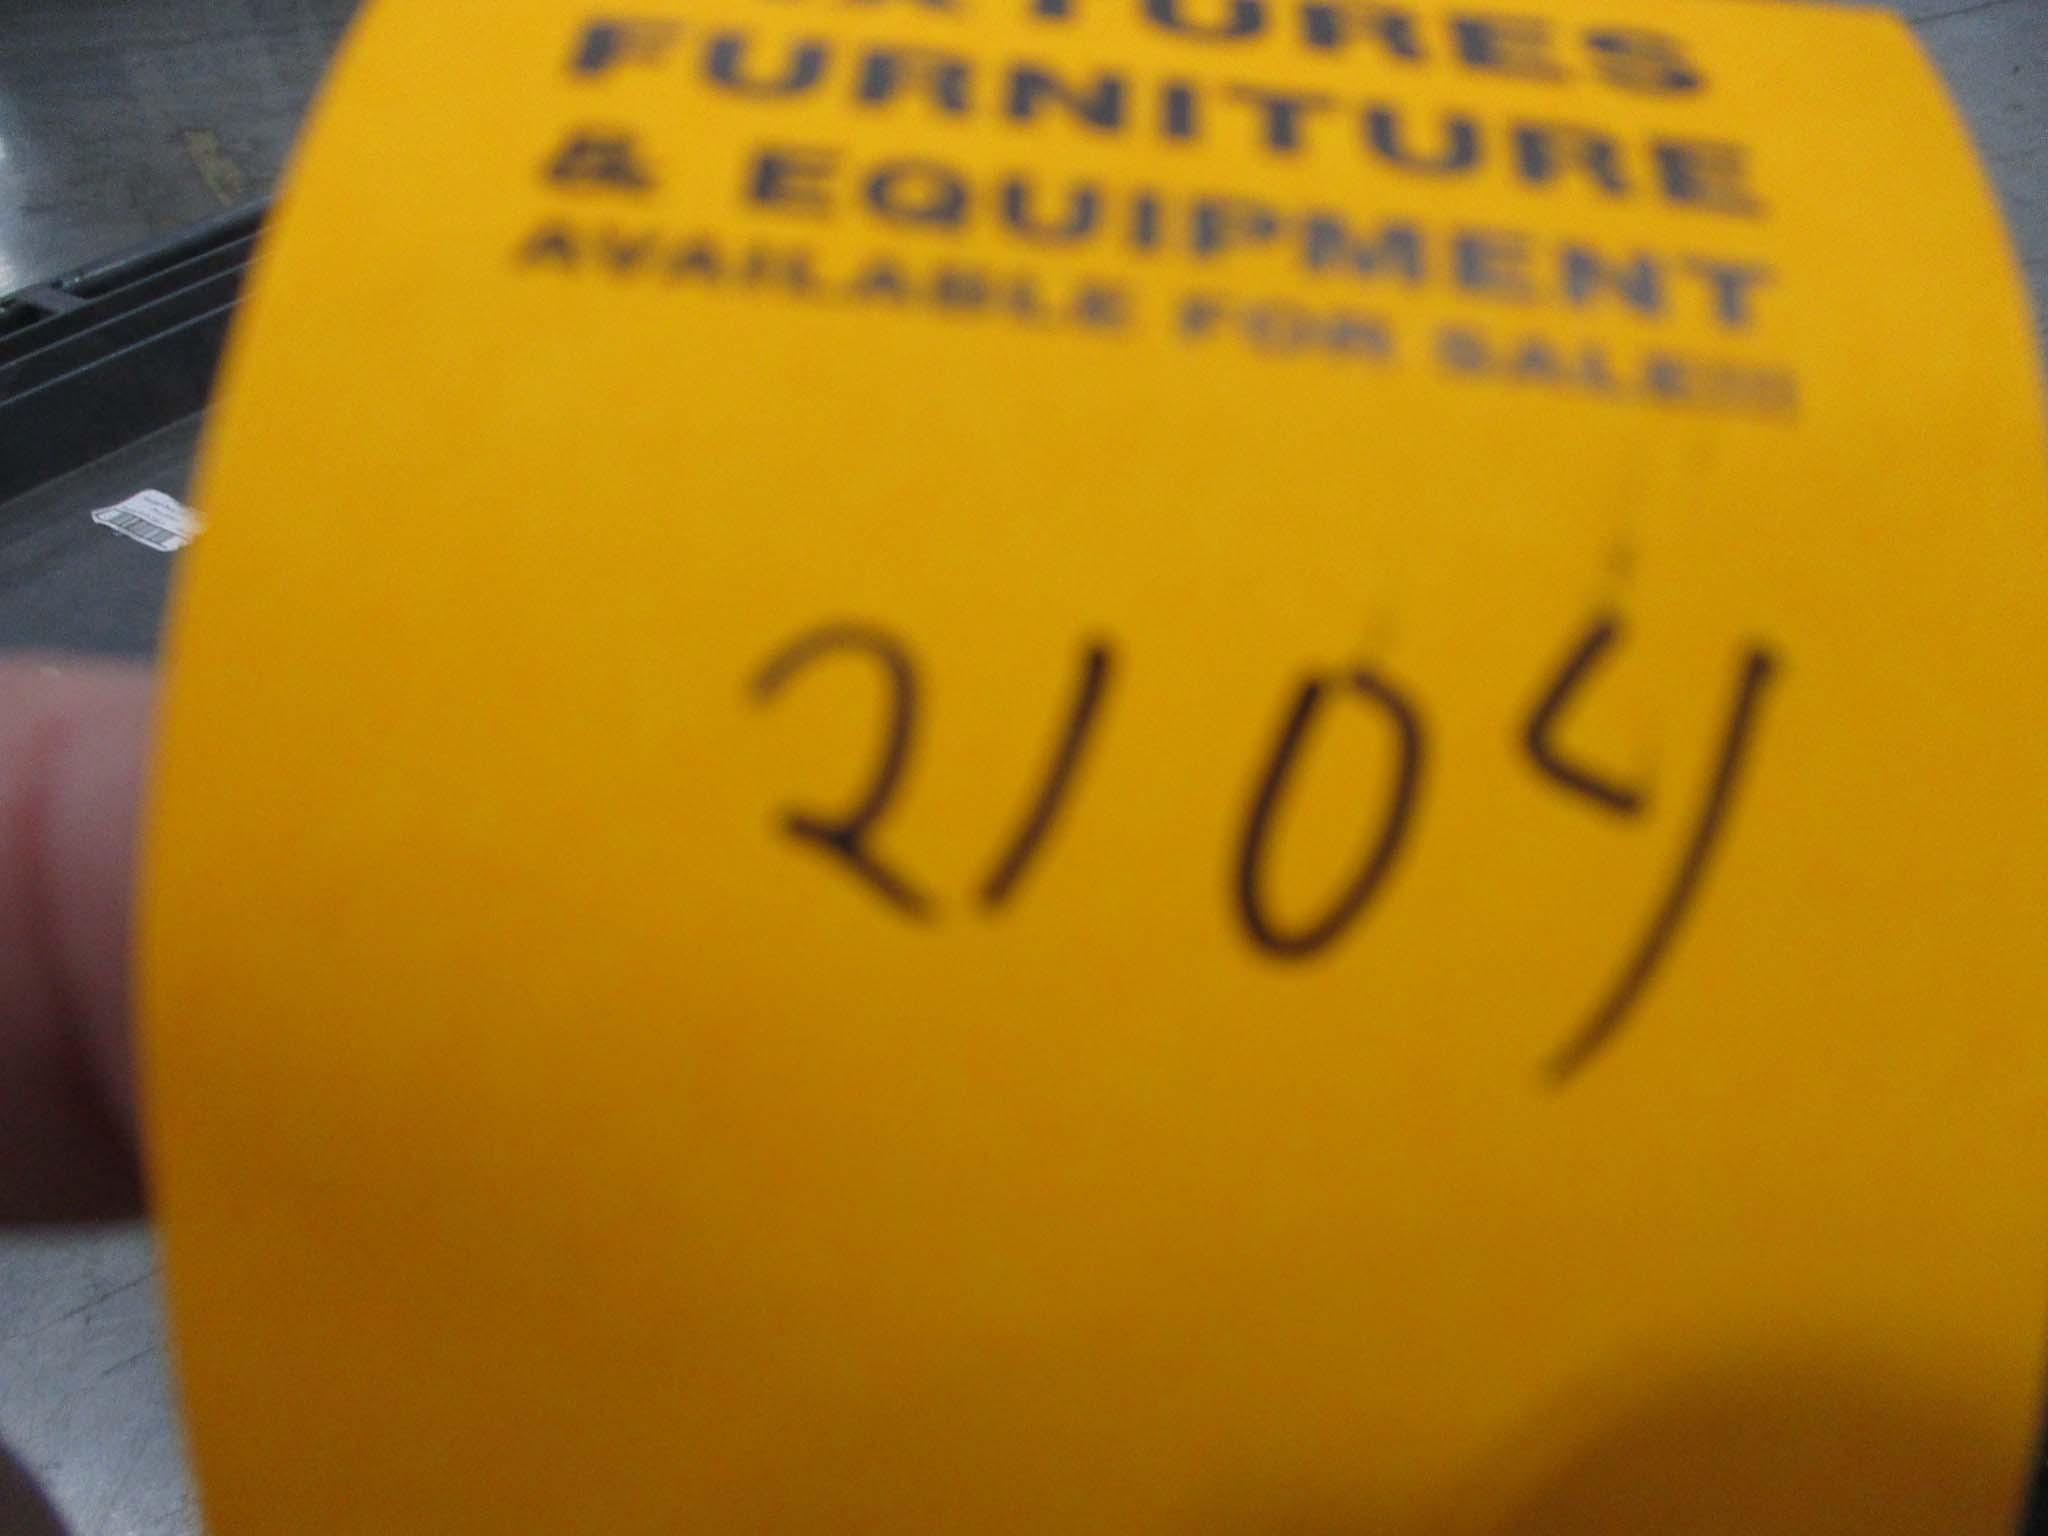 FURNITURE
& EQUIPMENT
AVAILABLE FOR SALE!!!
2104